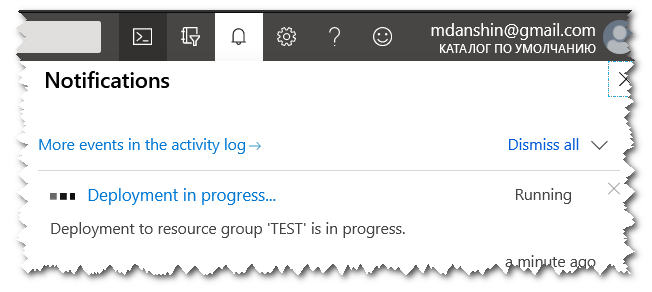 mdanshin@gmail.com
КАТАЛОГ ПО УМОЛЧАНИЮ
Notifications
More events in the activity log → Dismiss all
Deployment in progress... Running
Deployment to resource group 'TEST' is in progress.
a minute ago